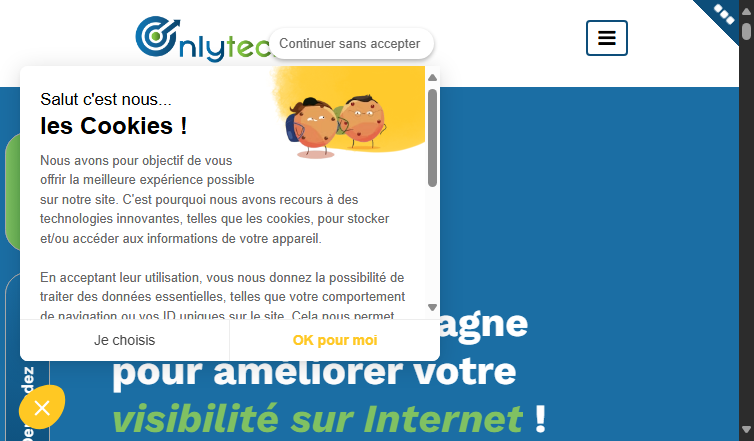 nlytec
Continuer sans accepter
Salut c'est nous...
les Cookies !
Nous avons pour objectif de vous
offrir la meilleure expérience possible
sur notre site. C'est pourquoi nous avons recours à des
technologies innovantes, telles que les cookies, pour stocker
et/ou accéder aux informations de votre appareil.
En acceptant leur utilisation, vous nous donnez la possibilité de
traiter des données essentielles, telles que votre comportement
de navigation ou vos ID uniques sur le site. Cela nous permet
Je choisis
OK pour moi
agne
pour améliorer votre
visibilité sur Internet !